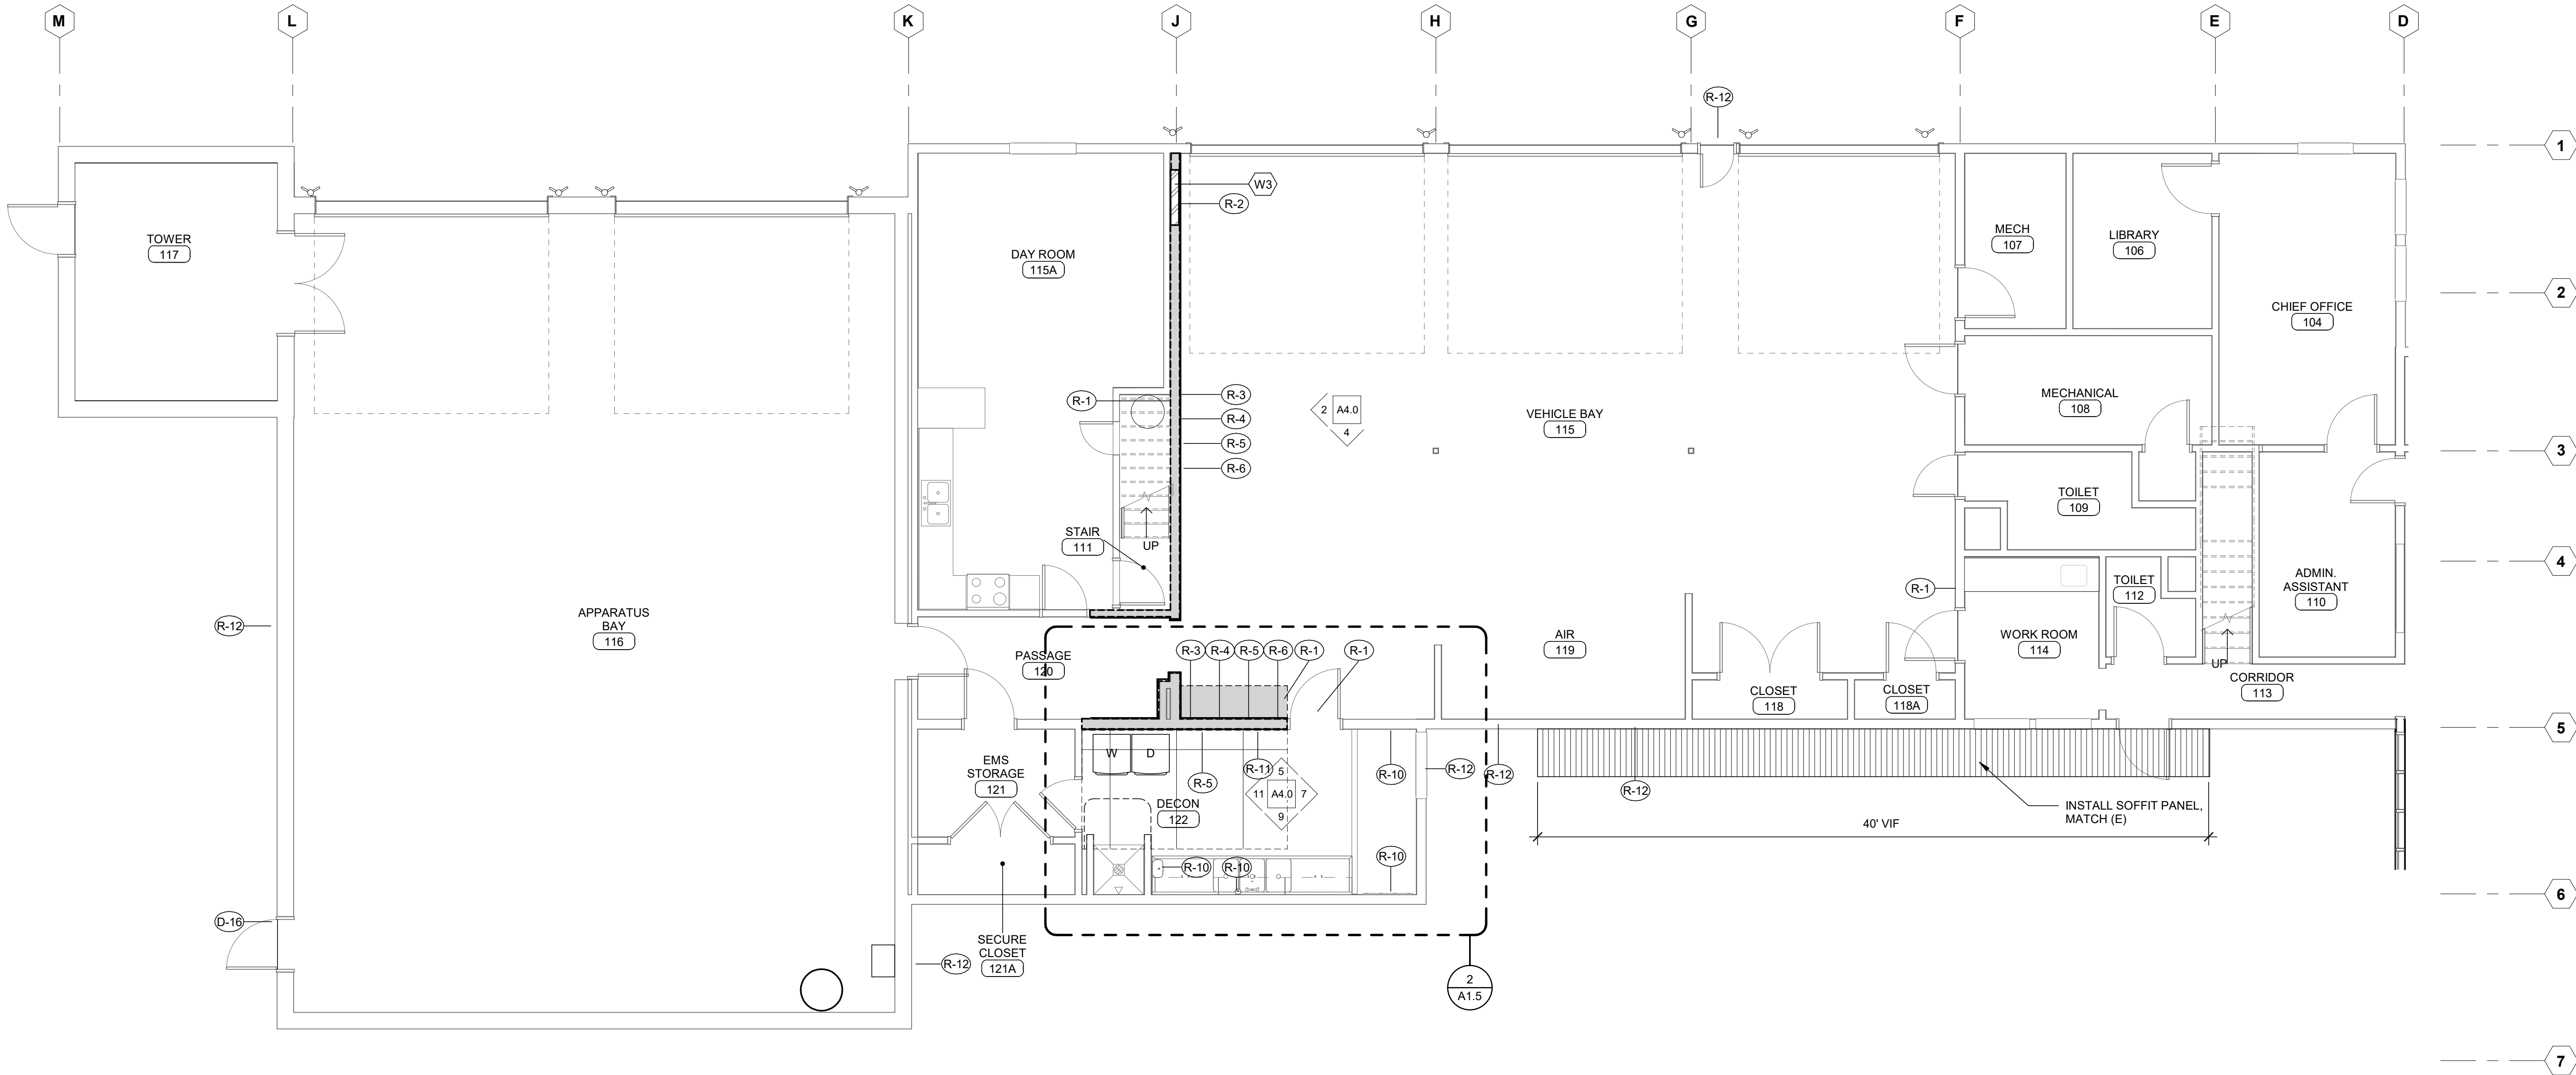 M
L
K
J
H
G
F
E
D
R-12
1
W3
R-2
TOWER
117
DAY ROOM
115A
MECH
107
LIBRARY
106
2
CHIEF OFFICE
104
R-1
R-3
R-4
R-5
R-6
2
A4.0
4
VEHICLE BAY
115
MECHANICAL
108
3
TOILET
109
STAIR
111
UP
4
R-1
TOILET
112
ADMIN.
ASSISTANT
110
R-12
APPARATUS
BAY
116
AIR
119
WORK ROOM
114
PASSAGE
120
R-3
R-4
R-5
R-6
R-1
R-1
UP
CORRIDOR
113
CLOSET
118
CLOSET
118A
5
W
D
EMS
STORAGE
121
R-5
R-11
5
11
A4.0
7
9
R-10
R-12
R-12
R-12
DECON
122
INSTALL SOFFIT PANEL,
MATCH (E)
40' VIF
R-10
R-10
R-10
6
D-16
SECURE
CLOSET
121A
R-12
2
A1.5
7